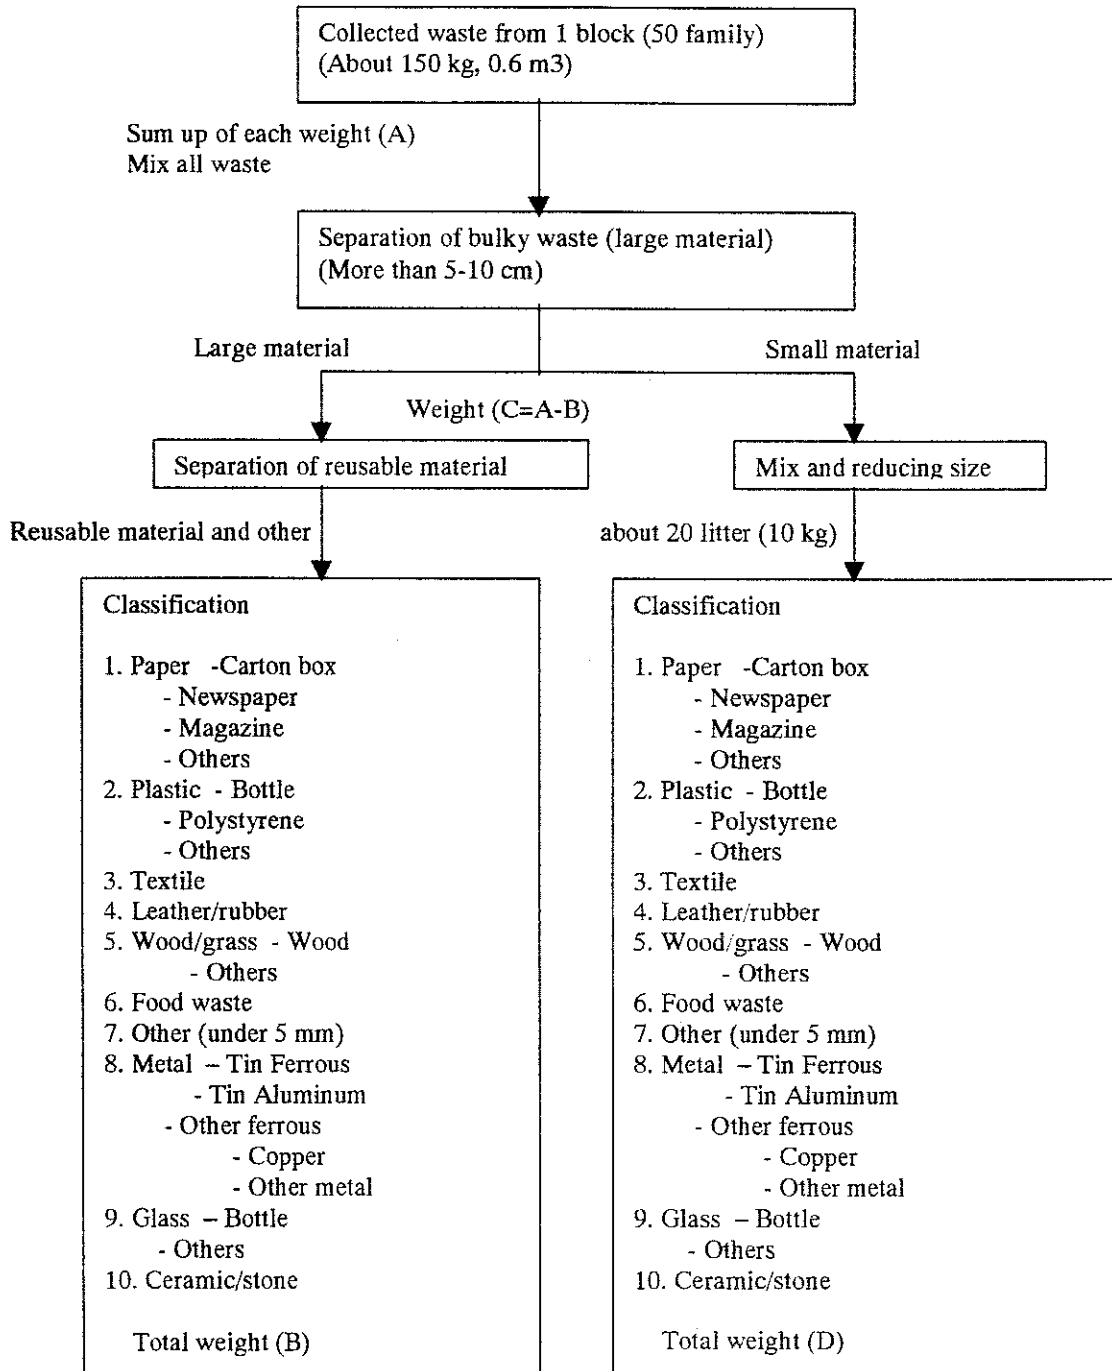 Collected waste from 1 block (50 family)
(About 150 kg, 0.6 m3)
Sum up of each weight (A)
Mix all waste
Separation of bulky waste (large material)
(More than 5-10 cm)
Large material
Small material
Weight (C=A-B)
Separation of reusable material
Mix and reducing size
Reusable material and other
about 20 litter (10 kg)
Classification
1. Paper -Carton box
- Newspaper
- Magazine
- Others
2. Plastic - Bottle
- Polystyrene
- Others
3. Textile
4. Leather/rubber
5. Wood/grass - Wood
- Others
6. Food waste
7. Other (under 5 mm)
8. Metal – Tin Ferrous
- Tin Aluminum
- Other ferrous
- Copper
- Other metal
9. Glass – Bottle
- Others
10. Ceramic/stone
Total weight (B)
Classification
1. Paper -Carton box
- Newspaper
- Magazine
- Others
2. Plastic - Bottle
- Polystyrene
- Others
3. Textile
4. Leather/rubber
5. Wood/grass - Wood
- Others
6. Food waste
7. Other (under 5 mm)
8. Metal – Tin Ferrous
- Tin Aluminum
- Other ferrous
- Copper
- Other metal
9. Glass – Bottle
- Others
10. Ceramic/stone
Total weight (D)